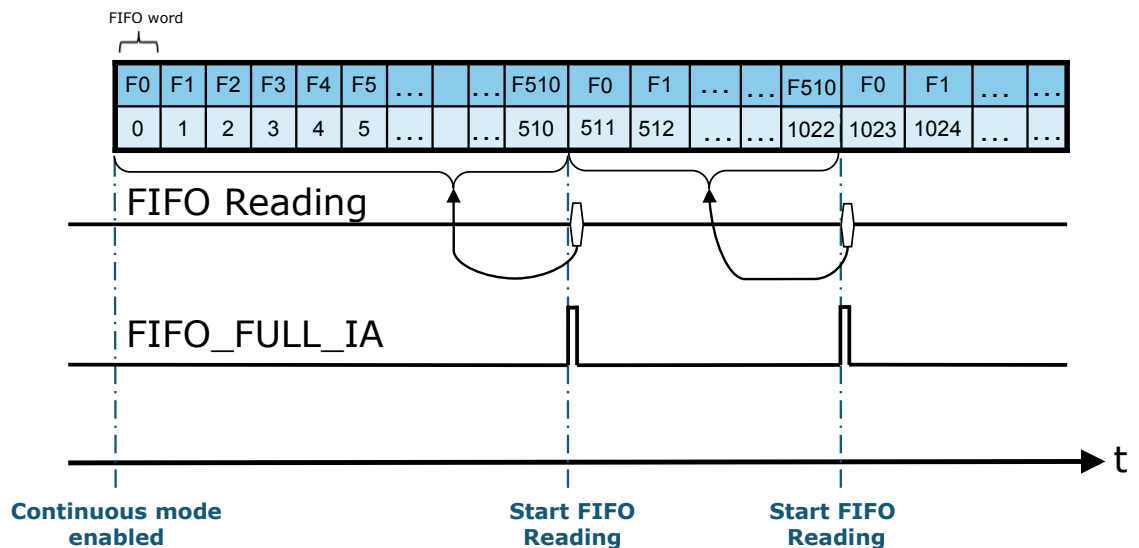 FIFO word
F0 F1 F2 F3 F4 F5 ... ... F510 F0 F1 ... ... F510 F0 F1 ... ...
0 1 2 3 4 5 ... ... 510 511 512 ... ... 1022 1023 1024 ... ...
FIFO Reading
FIFO_FULL_IA
t
Continuous mode Start FIFO Start FIFO
enabled Reading Reading